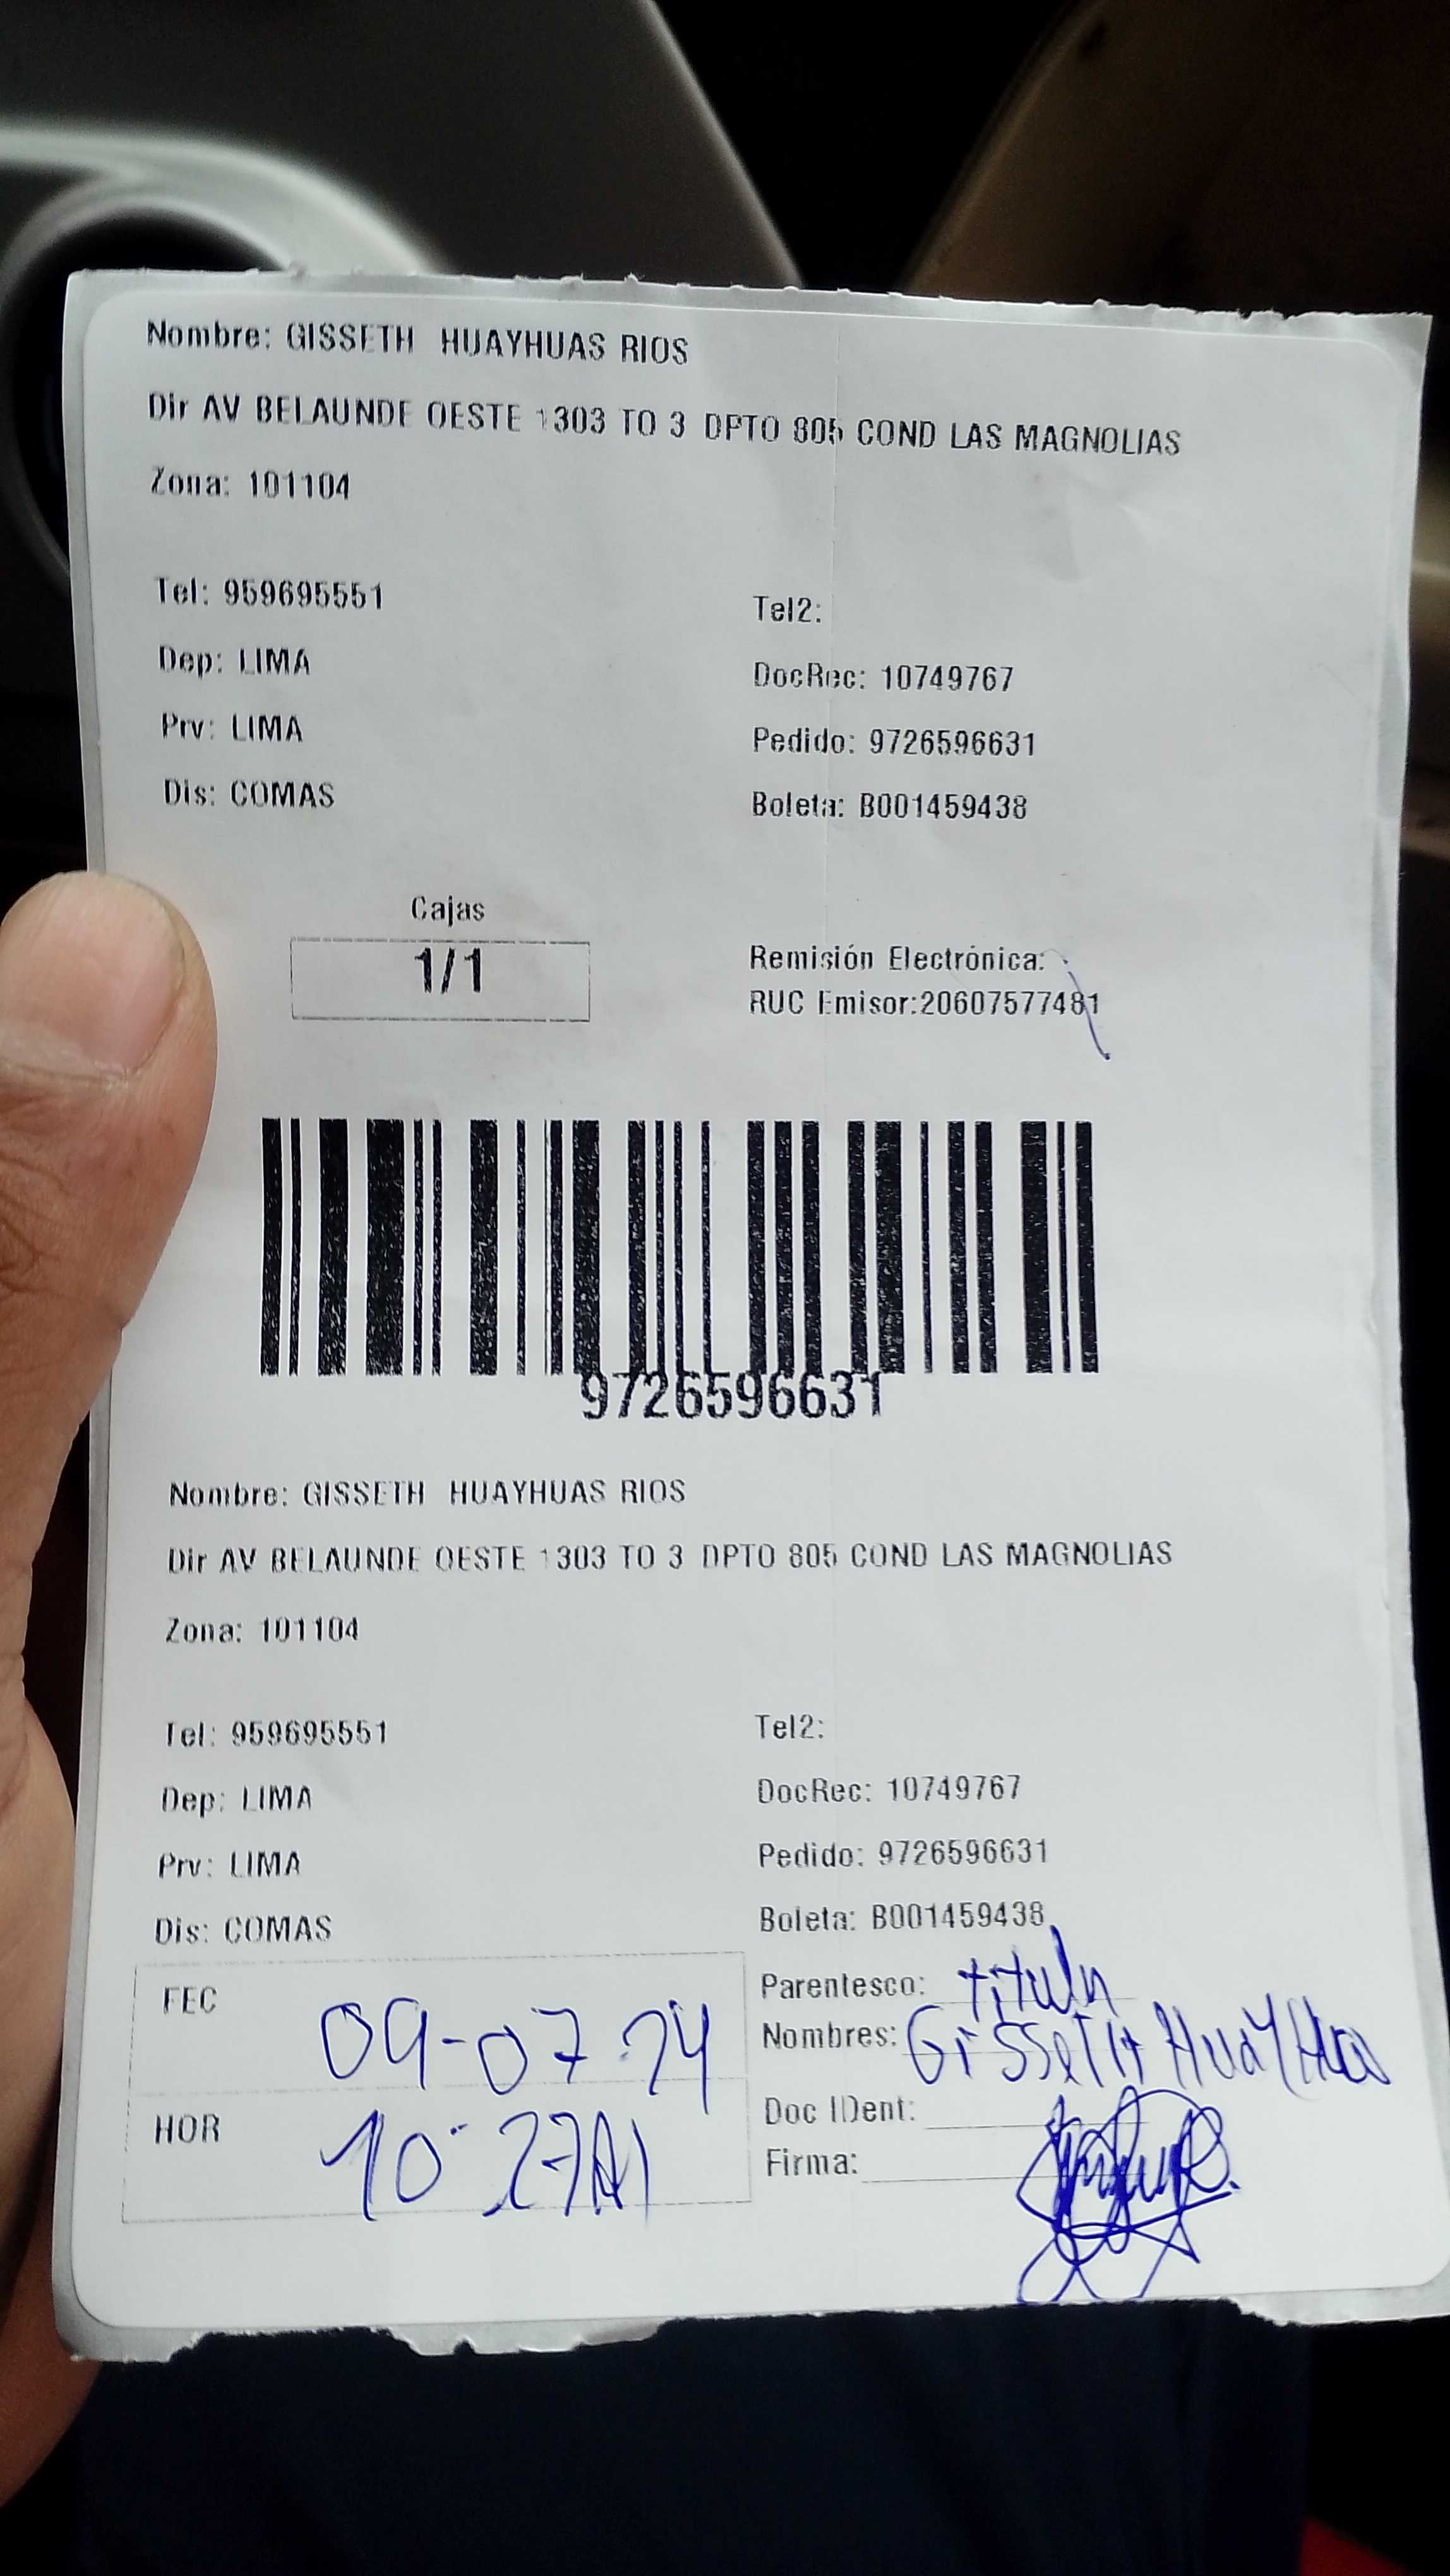 Nombre: GISSETH HUAYHUAS RIOS
Dir AV BELAUNDE OESTE 1303 TO 3 DPTO 805 COND LAS MAGNOLIAS
Zona: 101104
Tel: 959695551 Tel2:
Dep: LIMA DocRec: 10749767
Prv: LIMA Pedido: 9726596631
Dis: COMAS Boleta: B001459438
Cajas
1/1
Remisión Electrónica:
RUC Emisor:20607577481
9726596631
Nombre: GISSETH HUAYHUAS RIOS
Dir AV BELAUNDE OESTE 1303 TO 3 DPTO 805 COND LAS MAGNOLIAS
Zona: 101104
Tel: 959695551 Tel2:
Dep: LIMA DocRec: 10749767
Prv: LIMA Pedido: 9726596631
Dis: COMAS Boleta: B001459438
FEC 09-07-24
HOR 10:27
Parentesco:
Nombres: Gisseth Huayhuas
Doc IDent:
Firma: